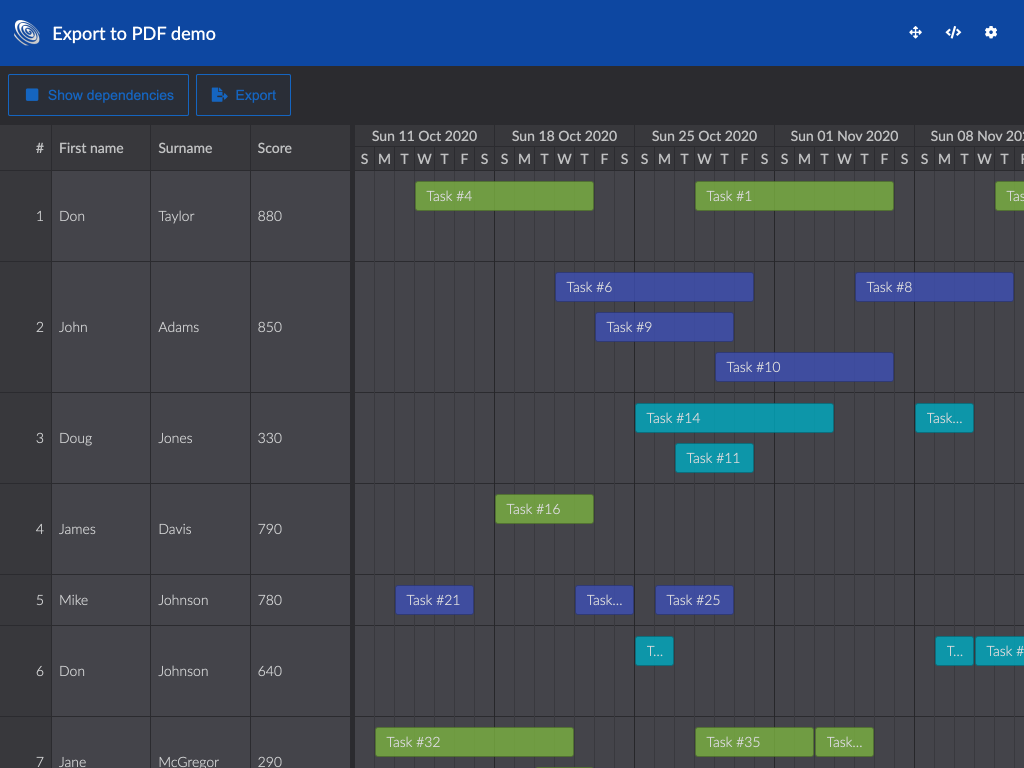 Export to PDF demo
Show dependencies
Export
# First name Surname Score
Sun 11 Oct 2020 Sun 18 Oct 2020 Sun 25 Oct 2020 Sun 01 Nov 2020 Sun 08 Nov 202
S M T W T F S S M T W T F S S M T W T F S S M T W T F S S M T W T F
Task #4 Task #1 Tas
1 Don Taylor 880
Task #6 Task #8
2 John Adams 850
Task #9
Task #10
Task #14 Task...
3 Doug Jones 330
Task #11
Task #16
4 James Davis 790
5 Mike Johnson 780 Task #21 Task... Task #25
T... T... Task #
6 Don Johnson 640
Task #32 Task #35 Task...
7 Jane McGregor 290